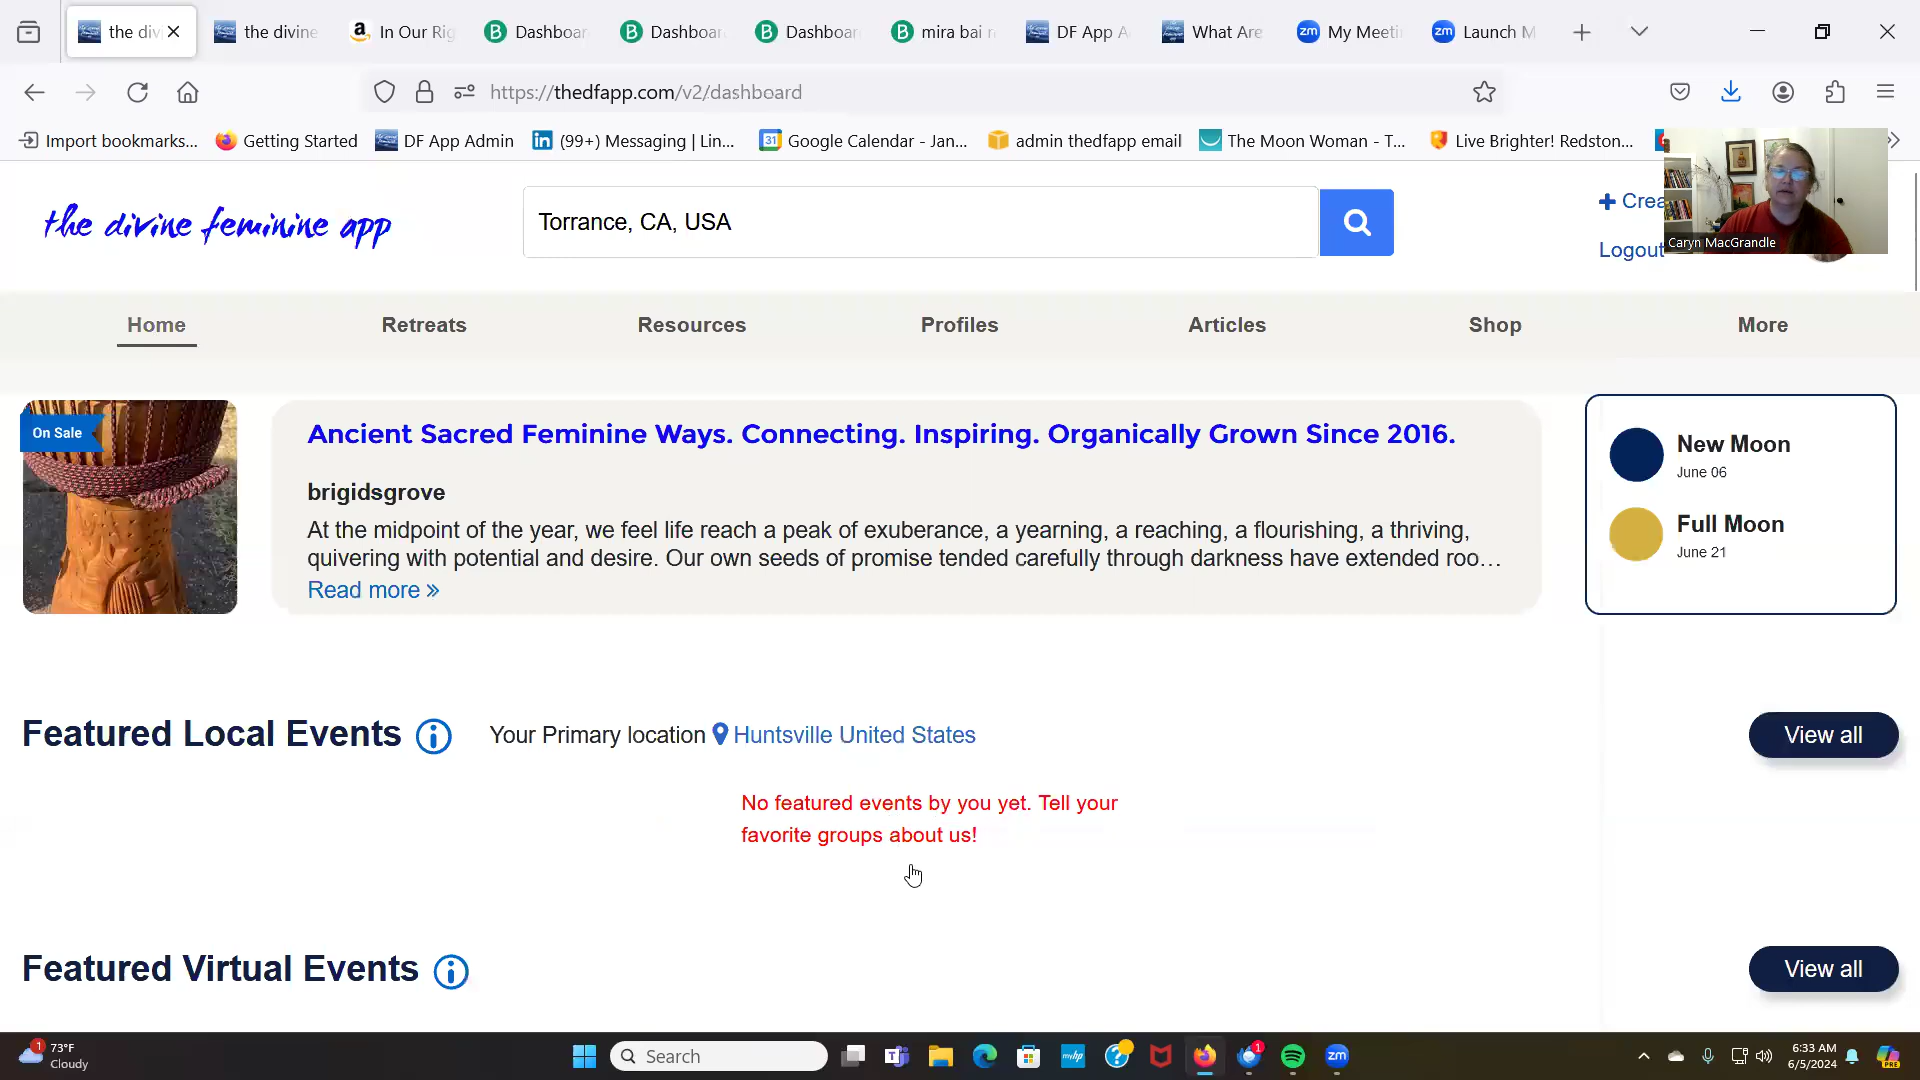 the div
the divine
In Our Rig
Dashboar
Dashboar
Dashboar
mira bai r
DF App A
What Are
My Meeti
Launch M
https://thedfapp.com/v2/dashboard
Import bookmarks...
Getting Started
DF App Admin
(99+) Messaging | Lin...
Google Calendar - Jan...
admin thedfapp email
The Moon Woman - T...
Live Brighter! Redston...
the divine feminine app
Torrance, CA, USA
+ Crea
Logout
Caryn MacGrandle
Home
Retreats
Resources
Profiles
Articles
Shop
More
On Sale
Ancient Sacred Feminine Ways. Connecting. Inspiring. Organically Grown Since 2016.
brigidsgrove
At the midpoint of the year, we feel life reach a peak of exuberance, a yearning, a reaching, a flourishing, a thriving,
quivering with potential and desire. Our own seeds of promise tended carefully through darkness have extended roo...
Read more »
New Moon
June 06
Full Moon
June 21
Featured Local Events
Your Primary location
Huntsville United States
View all
No featured events by you yet. Tell your
favorite groups about us!
Featured Virtual Events
View all
73°F
Cloudy
Search
6:33 AM
6/5/2024